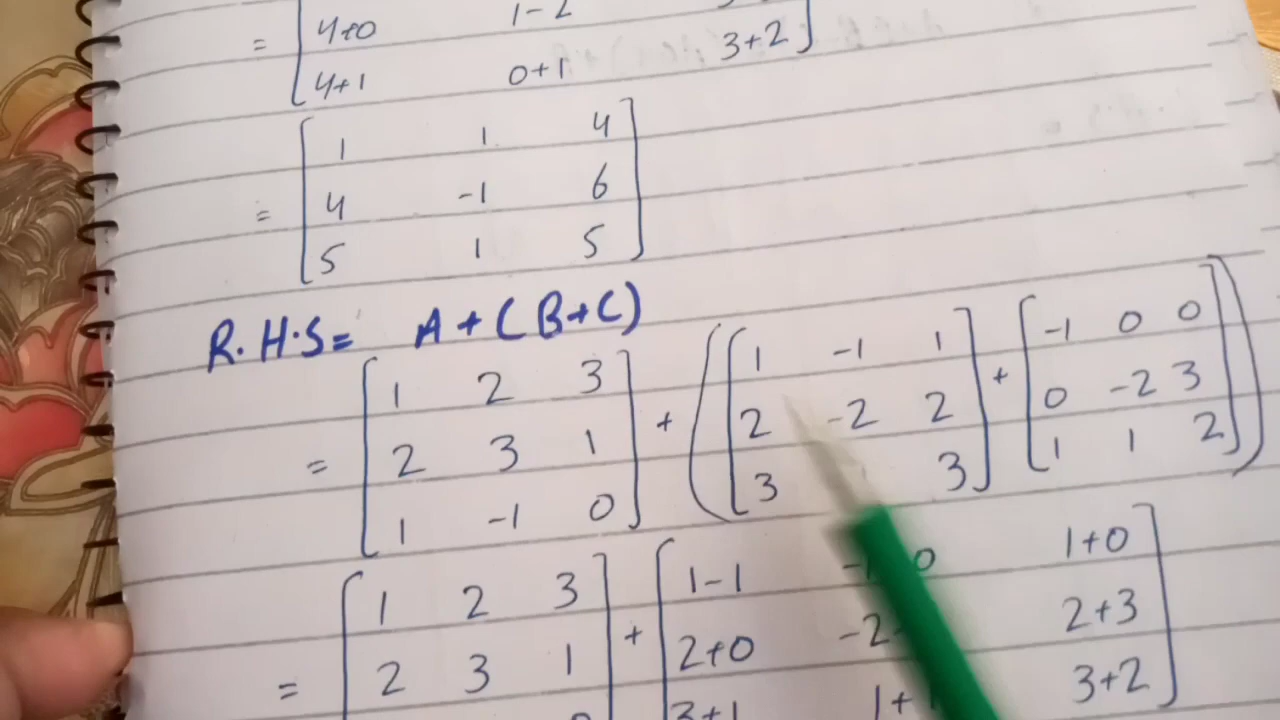 = 4+0 1-2
4+1 0+1 3+2
1 1 4
= 4 -1 6
5 1 5
R.H.S= A+(B+C)
1 2 3 1 -1 1 -1 0 0
= 2 3 1 + 2 -2 2 + 0 -2 3
1 -1 0 3 3 1 1 2
1 2 3 1-1 0 1+0
= 2 3 1 + 2+0 -2 2+3
3+1 1+ 3+2